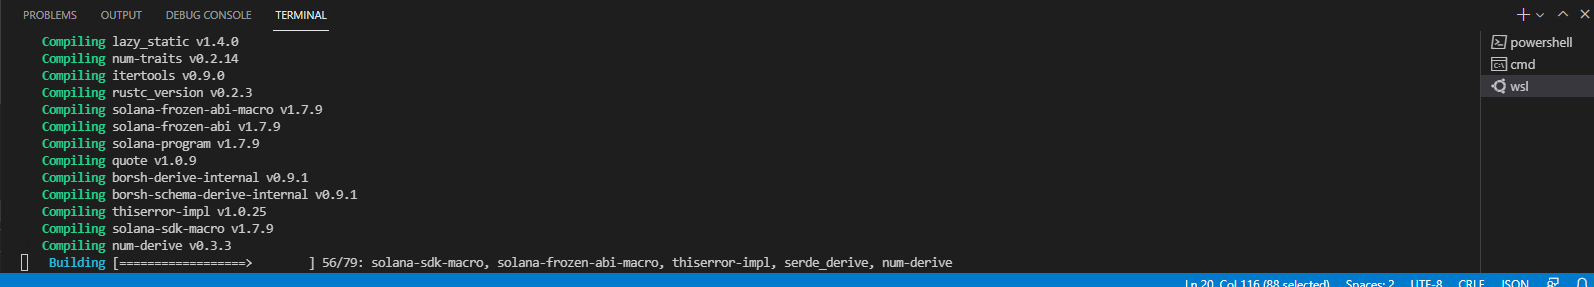 PROBLEMS OUTPUT DEBUG CONSOLE TERMINAL
Compiling lazy_static v1.4.0
Compiling num-traits v0.2.14
Compiling itertools v0.9.0
Compiling rustc_version v0.2.3
Compiling solana-frozen-abi-macro v1.7.9
Compiling solana-frozen-abi v1.7.9
Compiling solana-program v1.7.9
Compiling quote v1.0.9
Compiling borsh-derive-internal v0.9.1
Compiling borsh-schema-derive-internal v0.9.1
Compiling thiserror-impl v1.0.25
Compiling solana-sdk-macro v1.7.9
Compiling num-derive v0.3.3
Building [==================>        ] 56/79: solana-sdk-macro, solana-frozen-abi-macro, thiserror-impl, serde_derive, num-derive
powershell
cmd
wsl
Ln 20, Col 116 (88 selected) Spaces: 2 UTF-8 CRLF JSON